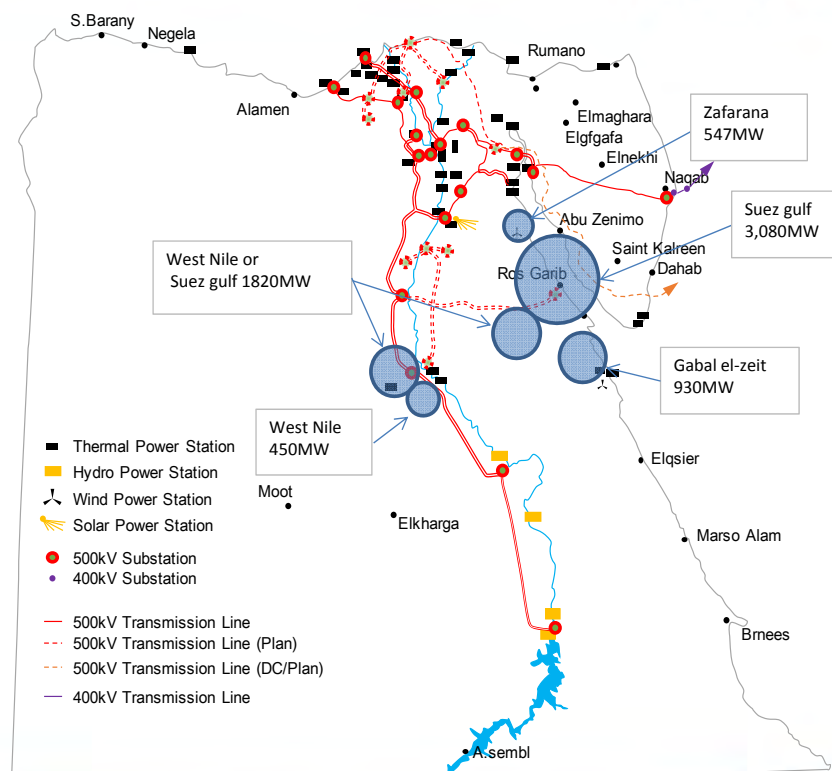 S.Barany
Negela
Rumano
Alamen
Elmaghara
Elgfgafa
Zafarana
547MW
Elnekhi
Naqab
Suez gulf
3,080MW
Abu Zenimo
West Nile or
Suez gulf 1820MW
Saint Kalreen
Ros Garib
Dahab
Gabal el-zeit
930MW
West Nile
450MW
Thermal Power Station
Hydro Power Station
Wind Power Station
Solar Power Station
500kV Substation
400kV Substation
500kV Transmission Line
500kV Transmission Line (Plan)
500kV Transmission Line (DC/Plan)
400kV Transmission Line
Moot
Elkharga
Elqsier
Marso Alam
Brnees
A.sembl